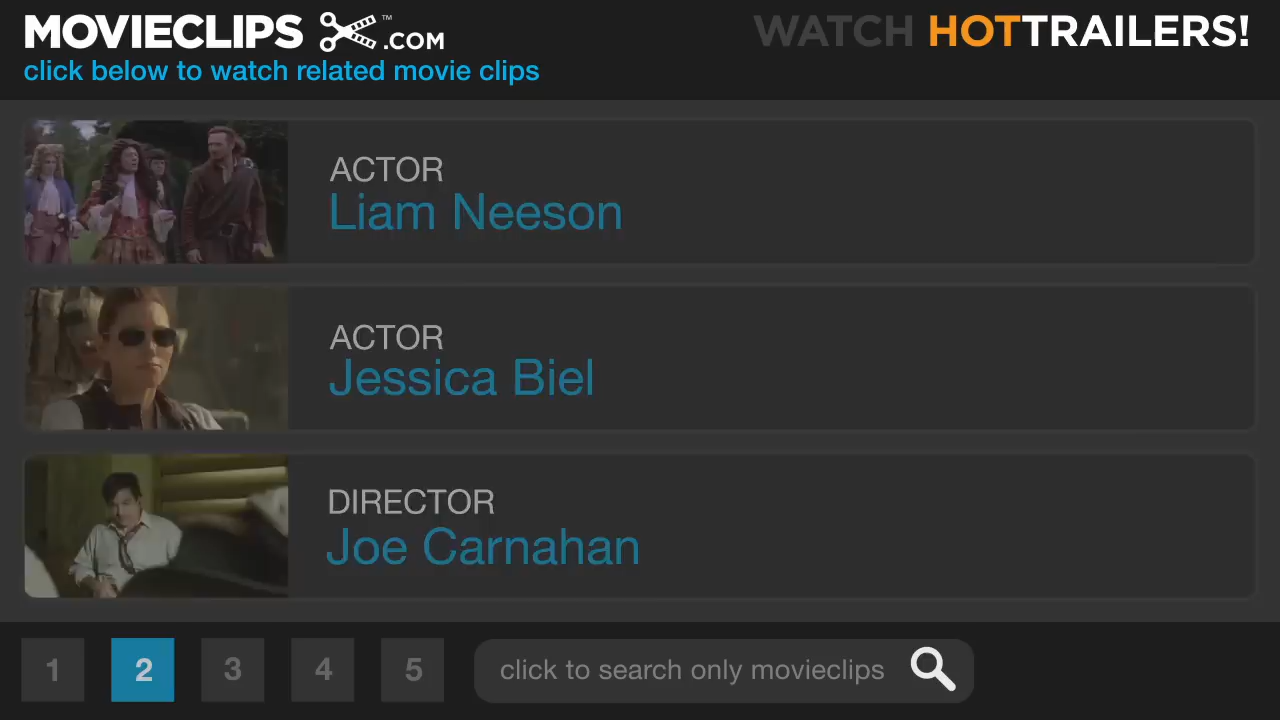 MOVIECLIPS ™ .COM
WATCH HOTTRAILERS!
click below to watch related movie clips
ACTOR
Liam Neeson
ACTOR
Jessica Biel
DIRECTOR
Joe Carnahan
1 2 3 4 5
click to search only movieclips